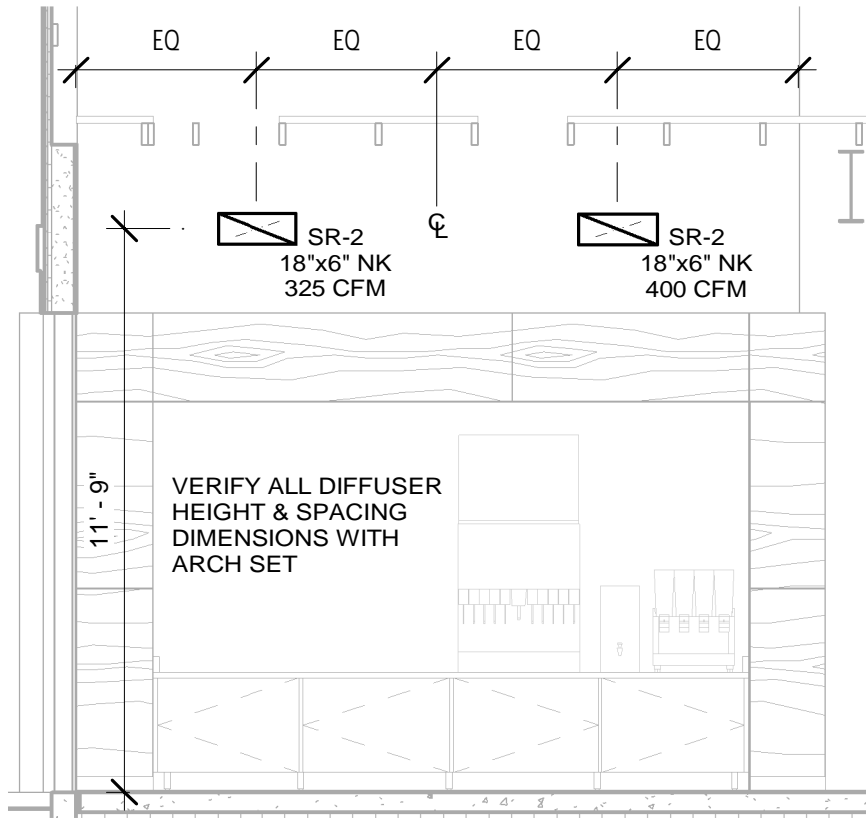 EQ EQ EQ EQ
℄
SR-2
18"x6" NK
325 CFM
SR-2
18"x6" NK
400 CFM
11' - 9"
VERIFY ALL DIFFUSER
HEIGHT & SPACING
DIMENSIONS WITH
ARCH SET